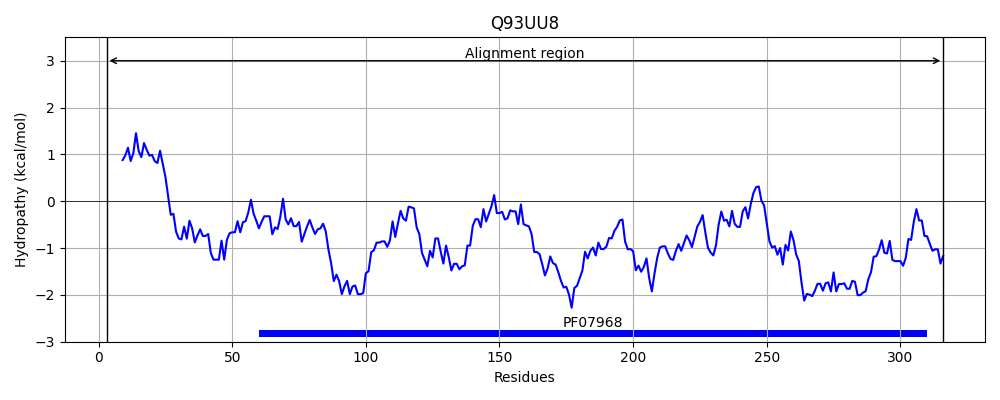 Q93UU8
Alignment region
Hydropathy (kcal/mol)
3
2
1
0
−1
−2
−3
PF07968
0 50 100 150 200 250 300
Residues